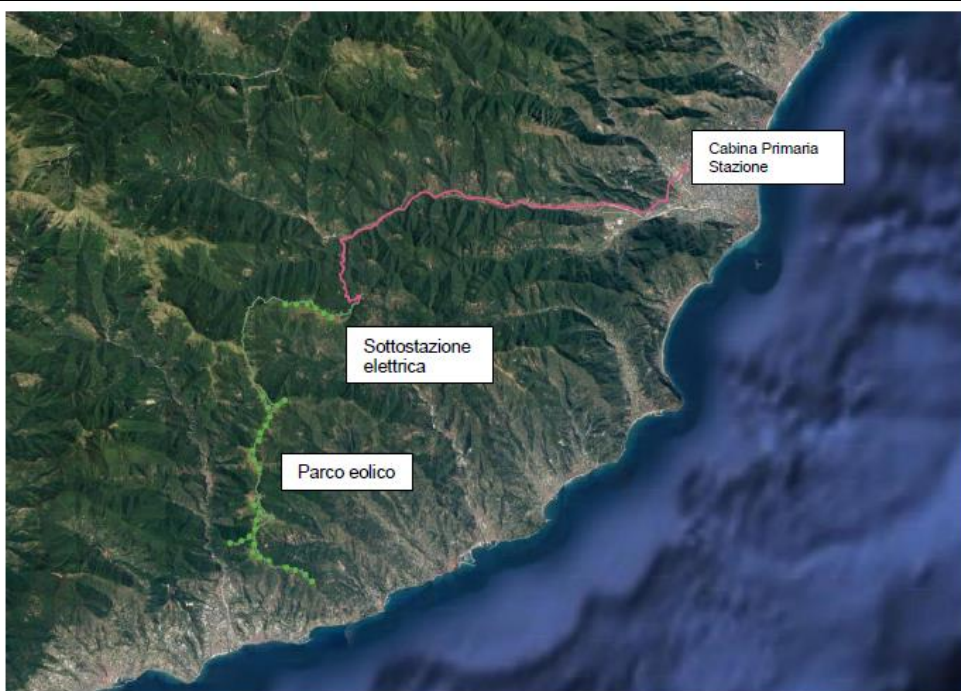 Cabina Primaria
Stazione
Sottostazione
elettrica
Parco eolico